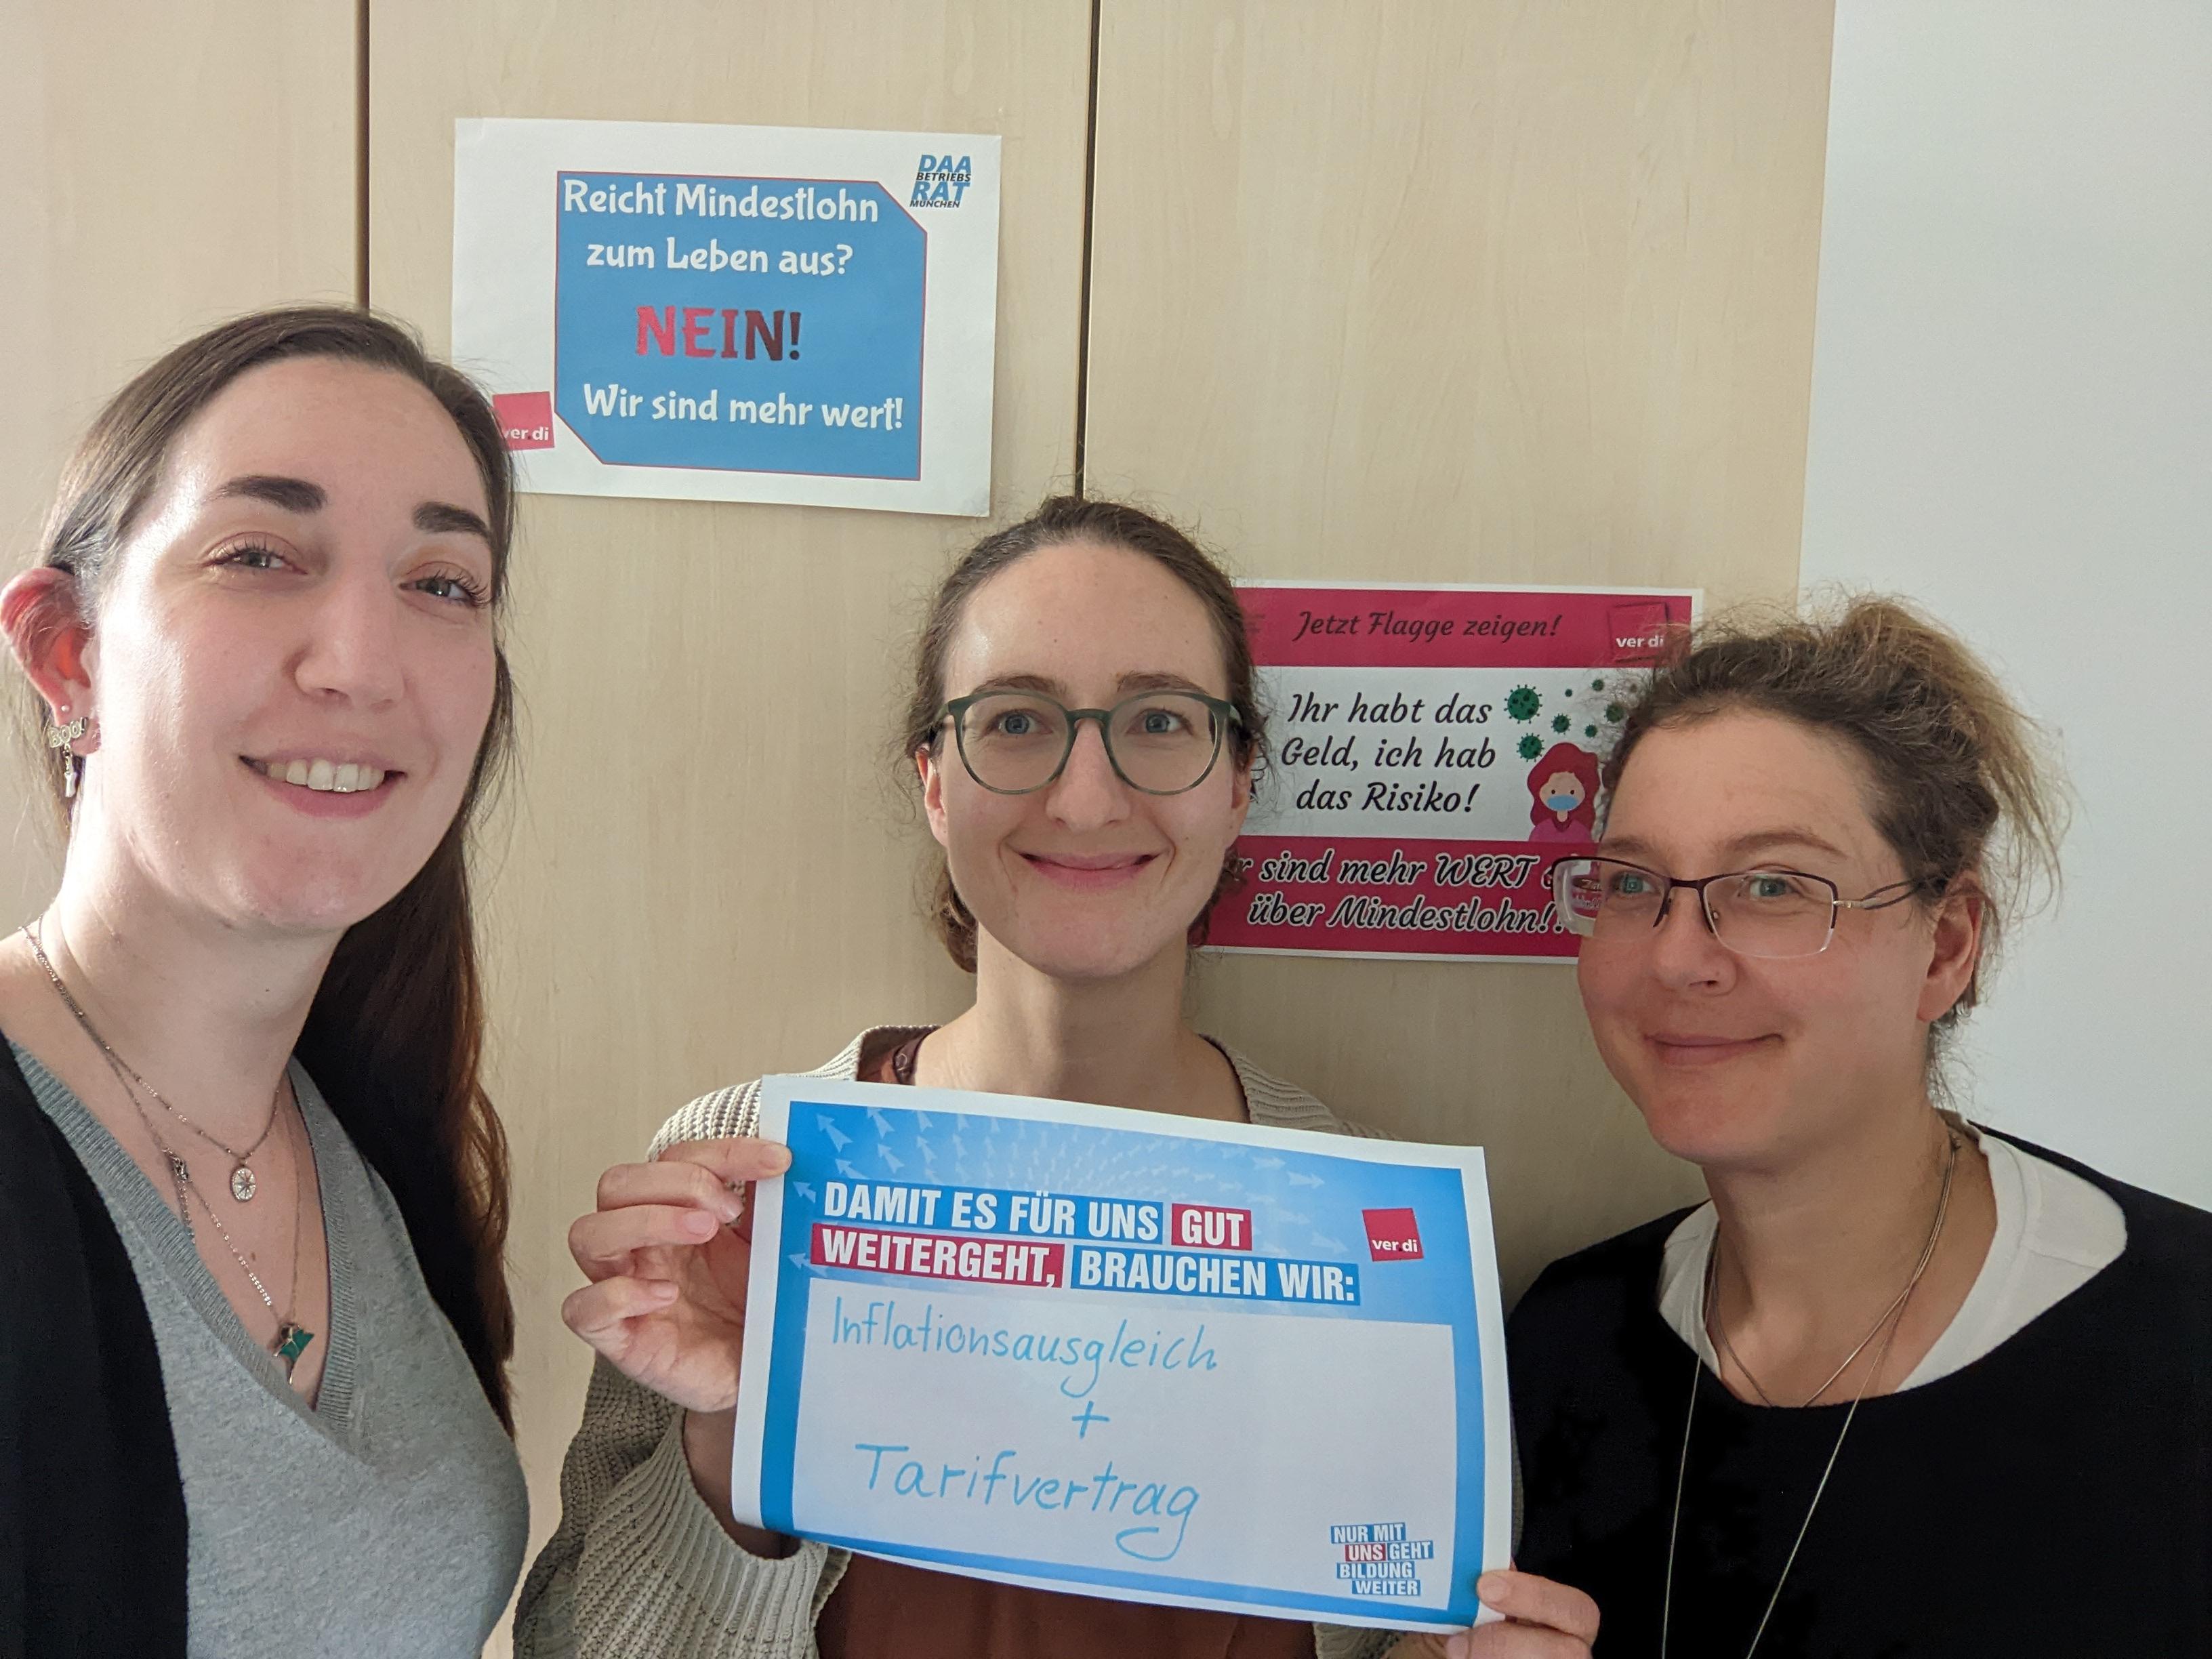 DAA
BETRIEBS
RAT
MÜNCHEN
Reicht Mindestlohn
zum Leben aus?
NEIN!
Wir sind mehr wert!
ver.di
Jetzt Flagge zeigen!
ver.di
Ihr habt das
Geld, ich hab
das Risiko!
sind mehr WERT
über Mindestlohn!
DAMIT ES FÜR UNS GUT
WEITERGEHT, BRAUCHEN WIR:
ver.di
Inflationsausgleich
+
Tarifvertrag
NUR MIT
UNS GEHT
BILDUNG
WEITER